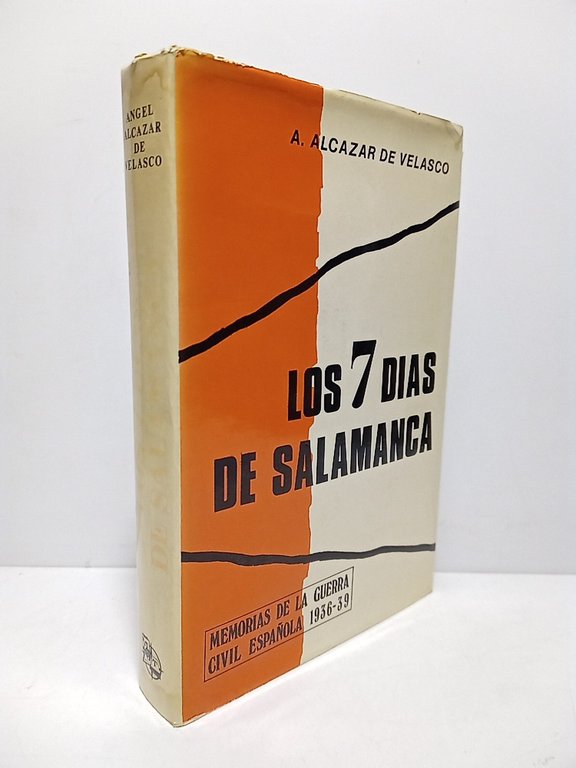 ANGEL
ALCAZAR
DE
VELASCO
A. ALCAZAR DE VELASCO
LOS 7 DIAS
DE SALAMANCA
MEMORIAS DE LA GUERRA
CIVIL ESPAÑOLA 1936-39